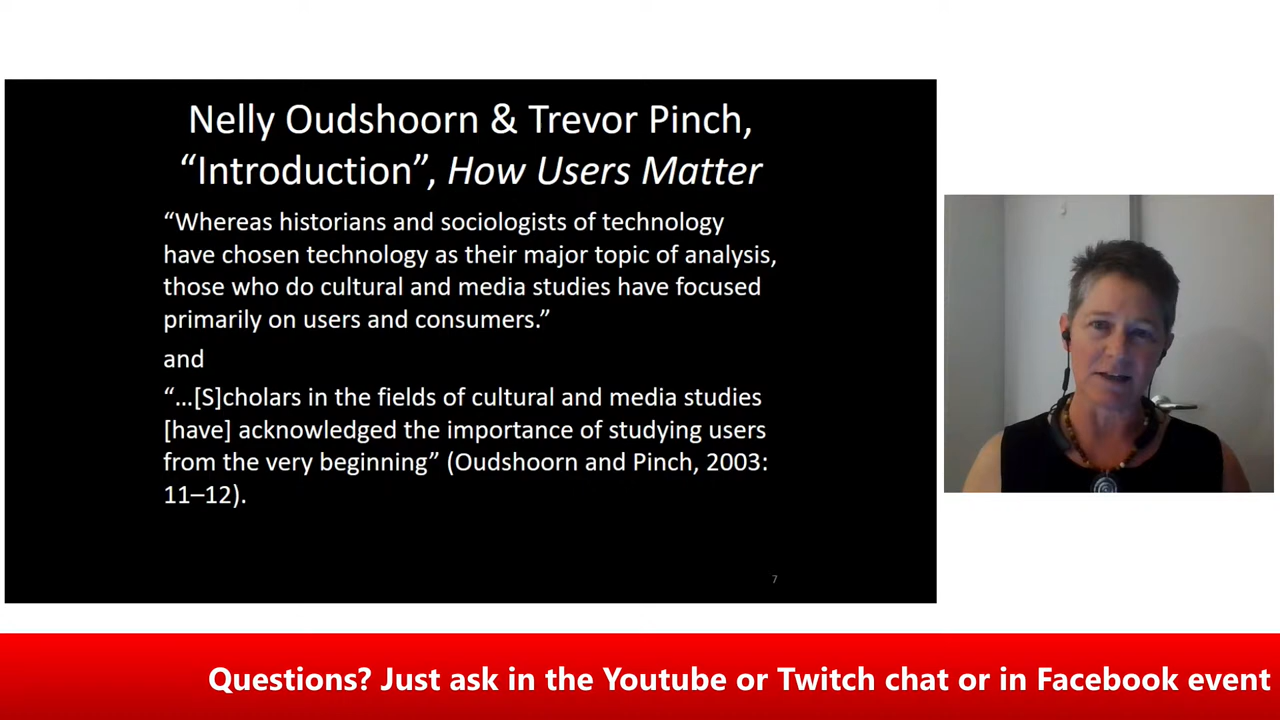 Nelly Oudshoorn & Trevor Pinch,
“Introduction”, How Users Matter
“Whereas historians and sociologists of technology
have chosen technology as their major topic of analysis,
those who do cultural and media studies have focused
primarily on users and consumers.”
and
“…[S]cholars in the fields of cultural and media studies
[have] acknowledged the importance of studying users
from the very beginning” (Oudshoorn and Pinch, 2003:
11–12).
7
Questions? Just ask in the Youtube or Twitch chat or in Facebook event